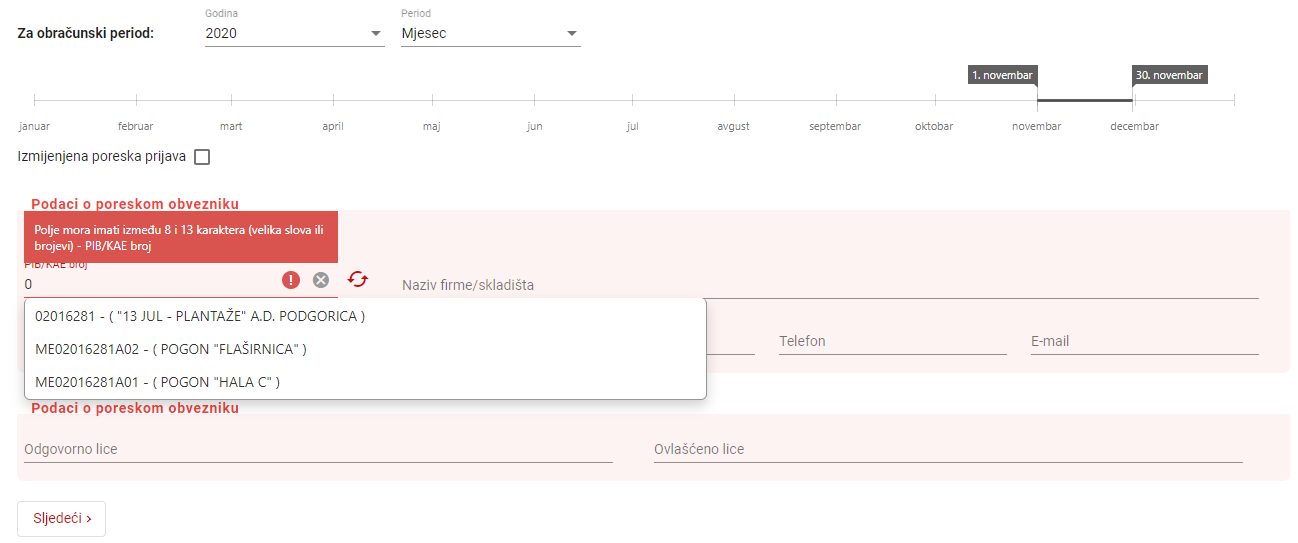 Godina
Period
Za obračunski period:
2020
Mjesec
1. novembar
30. novembar
januar
februar
mart
april
maj
jun
jul
avgust
septembar
oktobar
novembar
decembar
Izmijenjena poreska prijava
Podaci o poreskom obvezniku
Polje mora imati između 8 i 13 karaktera (velika slova ili
brojevi) - PIB/KAE broj
PIB/KAE broj
0
Naziv firme/skladišta
02016281 - ( "13 JUL - PLANTAŽE" A.D. PODGORICA )
ME02016281A02 - ( POGON "FLAŠIRNICA" )
ME02016281A01 - ( POGON "HALA C" )
Telefon
E-mail
Podaci o poreskom obvezniku
Odgovorno lice
Ovlašćeno lice
Sljedeći ›